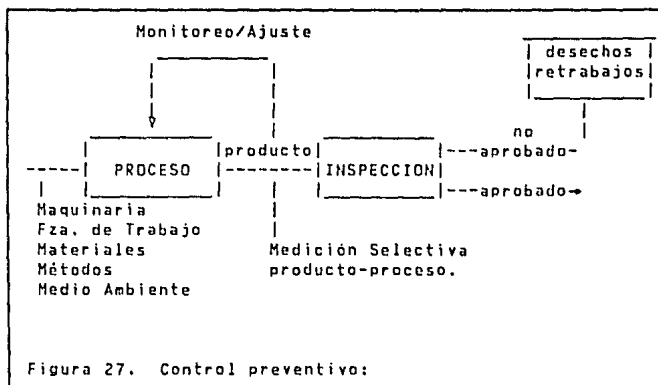 Monitoreo/Ajuste
desechos
retrabajos
no
producto
aprobado
PROCESO
INSPECCION
aprobado
Maquinaria
Fza. de Trabajo
Materiales
Métodos
Medio Ambiente
Medición Selectiva
producto-proceso.
Figura 27. Control preventivo: